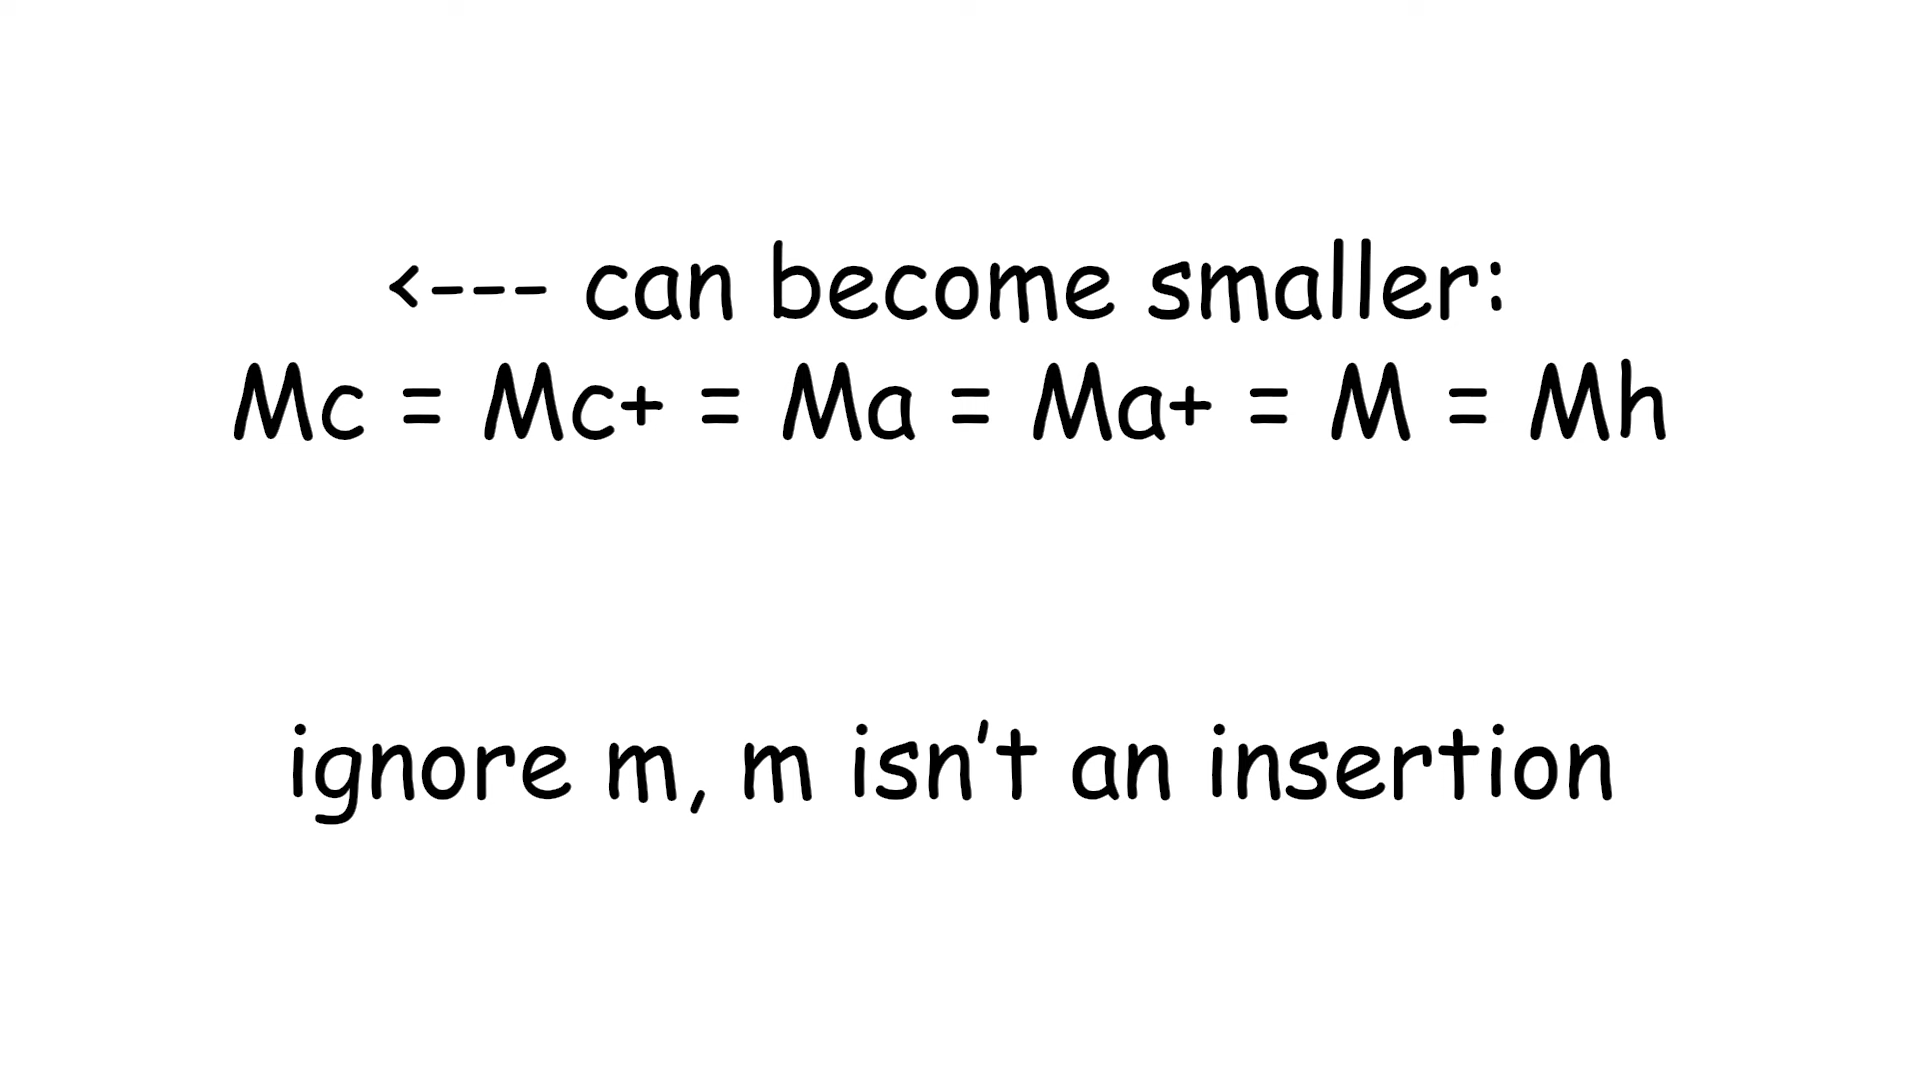 <--- can become smaller:
Mc = Mc+ = Ma = Ma+ = M = Mh
ignore m, m isn't an insertion